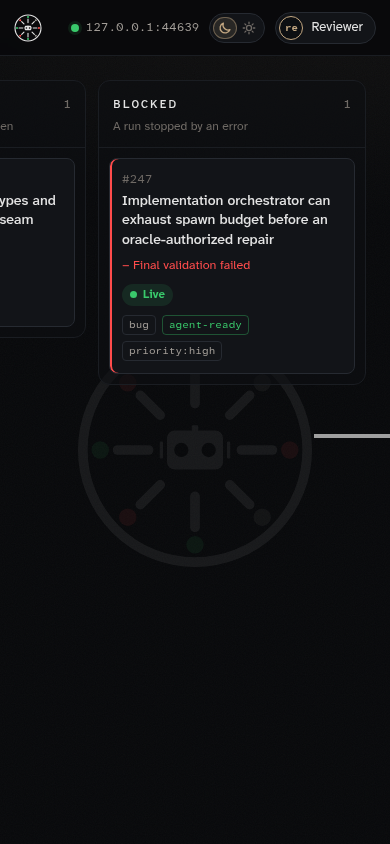 127.0.0.1:44639
re
Reviewer
1
en
ypes and
seam
BLOCKED
1
A run stopped by an error
#247
Implementation orchestrator can
exhaust spawn budget before an
oracle-authorized repair
– Final validation failed
Live
bug
agent-ready
priority:high